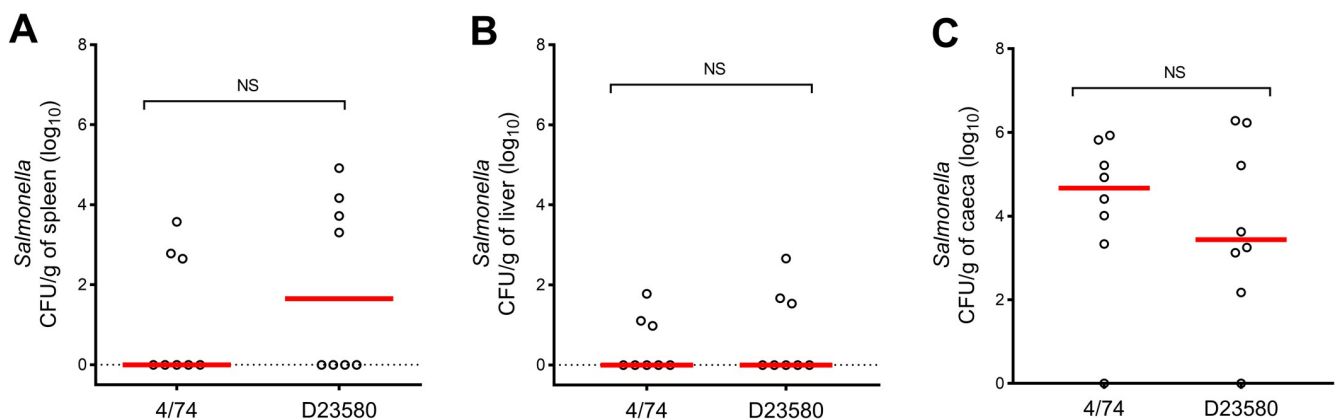 A
Salmonella
CFU/g of spleen (log10)
8
6
4
2
0
NS
4/74
D23580
B
Salmonella
CFU/g of liver (log10)
8
6
4
2
0
NS
4/74
D23580
C
Salmonella
CFU/g of caeca (log10)
8
6
4
2
0
NS
4/74
D23580